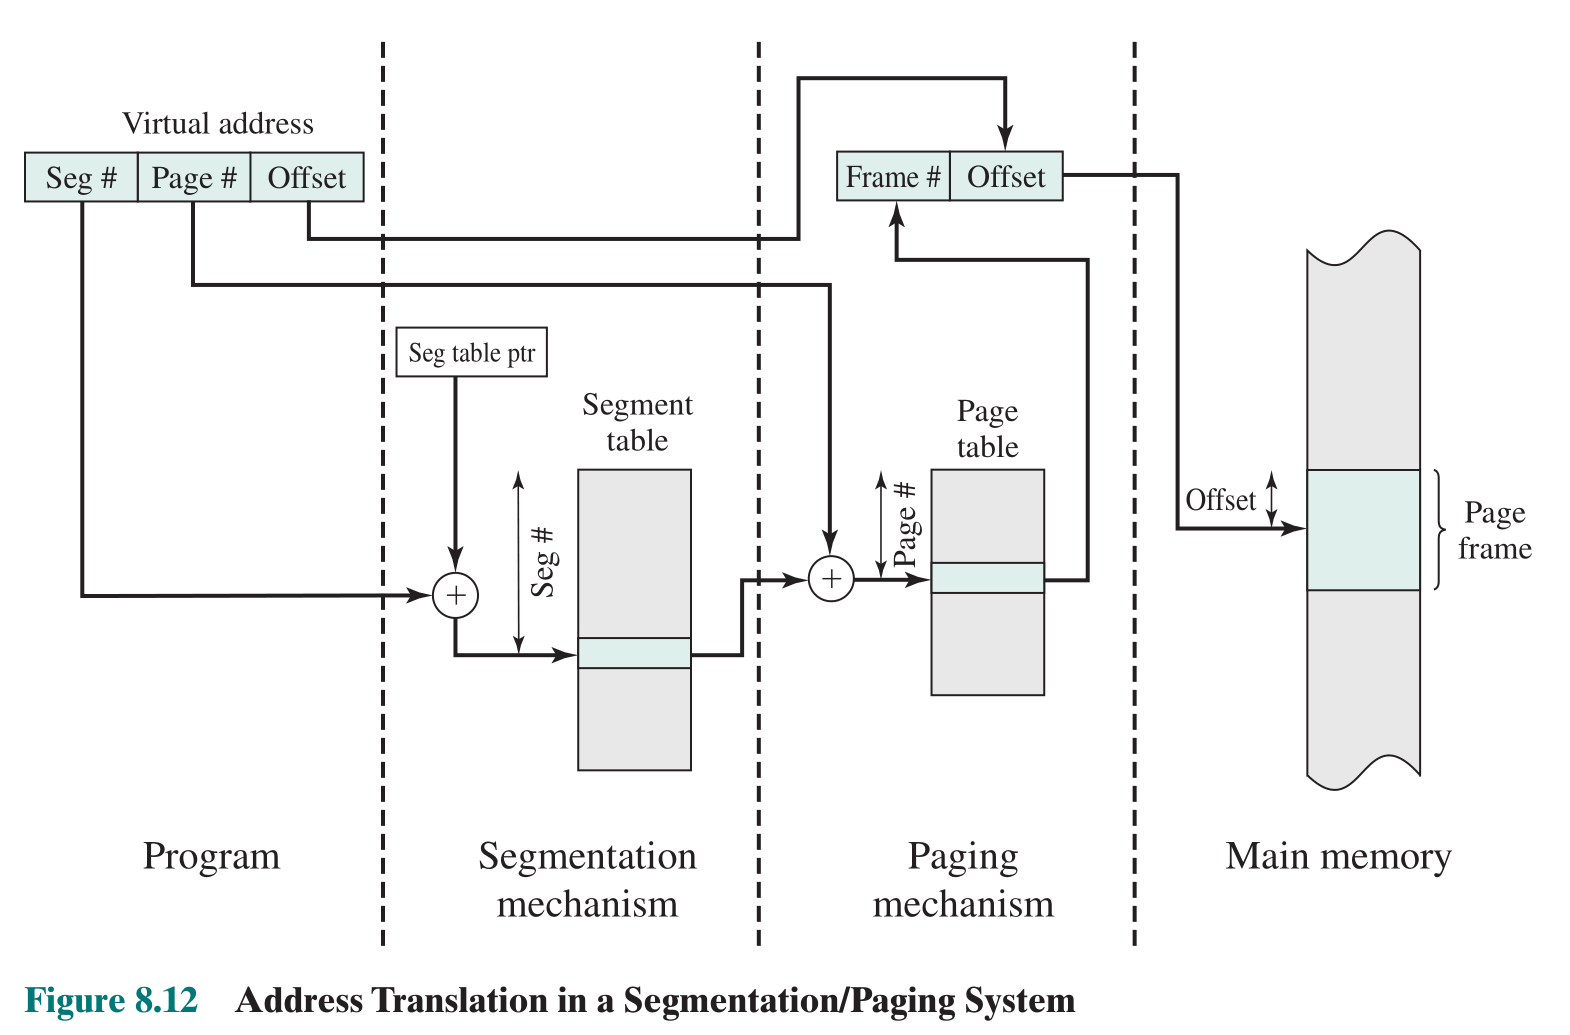 Virtual address
Seg # Page # Offset
Frame # Offset
Seg table ptr
Segment
table
Page
table
Seg #
Page #
Offset
Page
frame
Program
Segmentation
mechanism
Paging
mechanism
Main memory
+
+
Figure 8.12 Address Translation in a Segmentation/Paging System